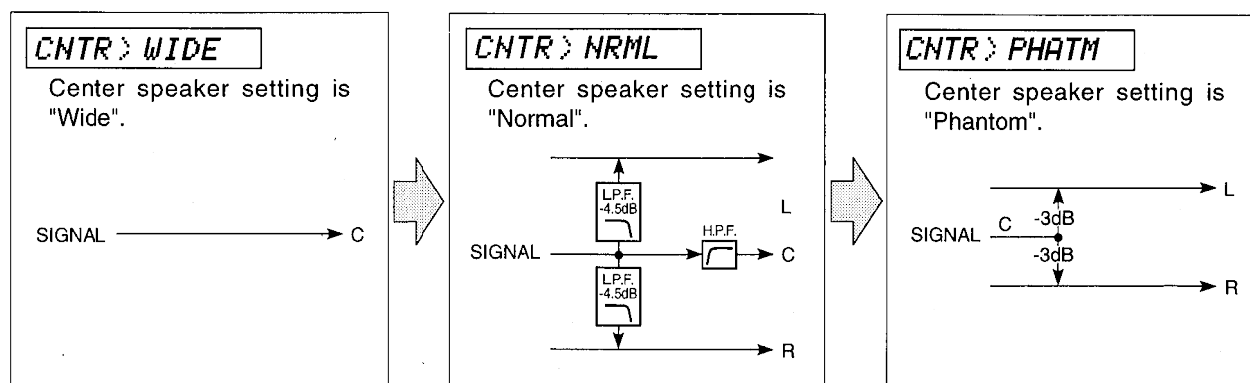 CNTR> WIDE
Center speaker setting is
"Wide".
SIGNAL
C
CNTR> NRML
Center speaker setting is
"Normal".
L.P.F.
-4.5dB
L
H.P.F.
SIGNAL
C
L.P.F.
-4.5dB
R
CNTR> PHATM
Center speaker setting is
"Phantom".
L
-3dB
SIGNAL C
-3dB
R